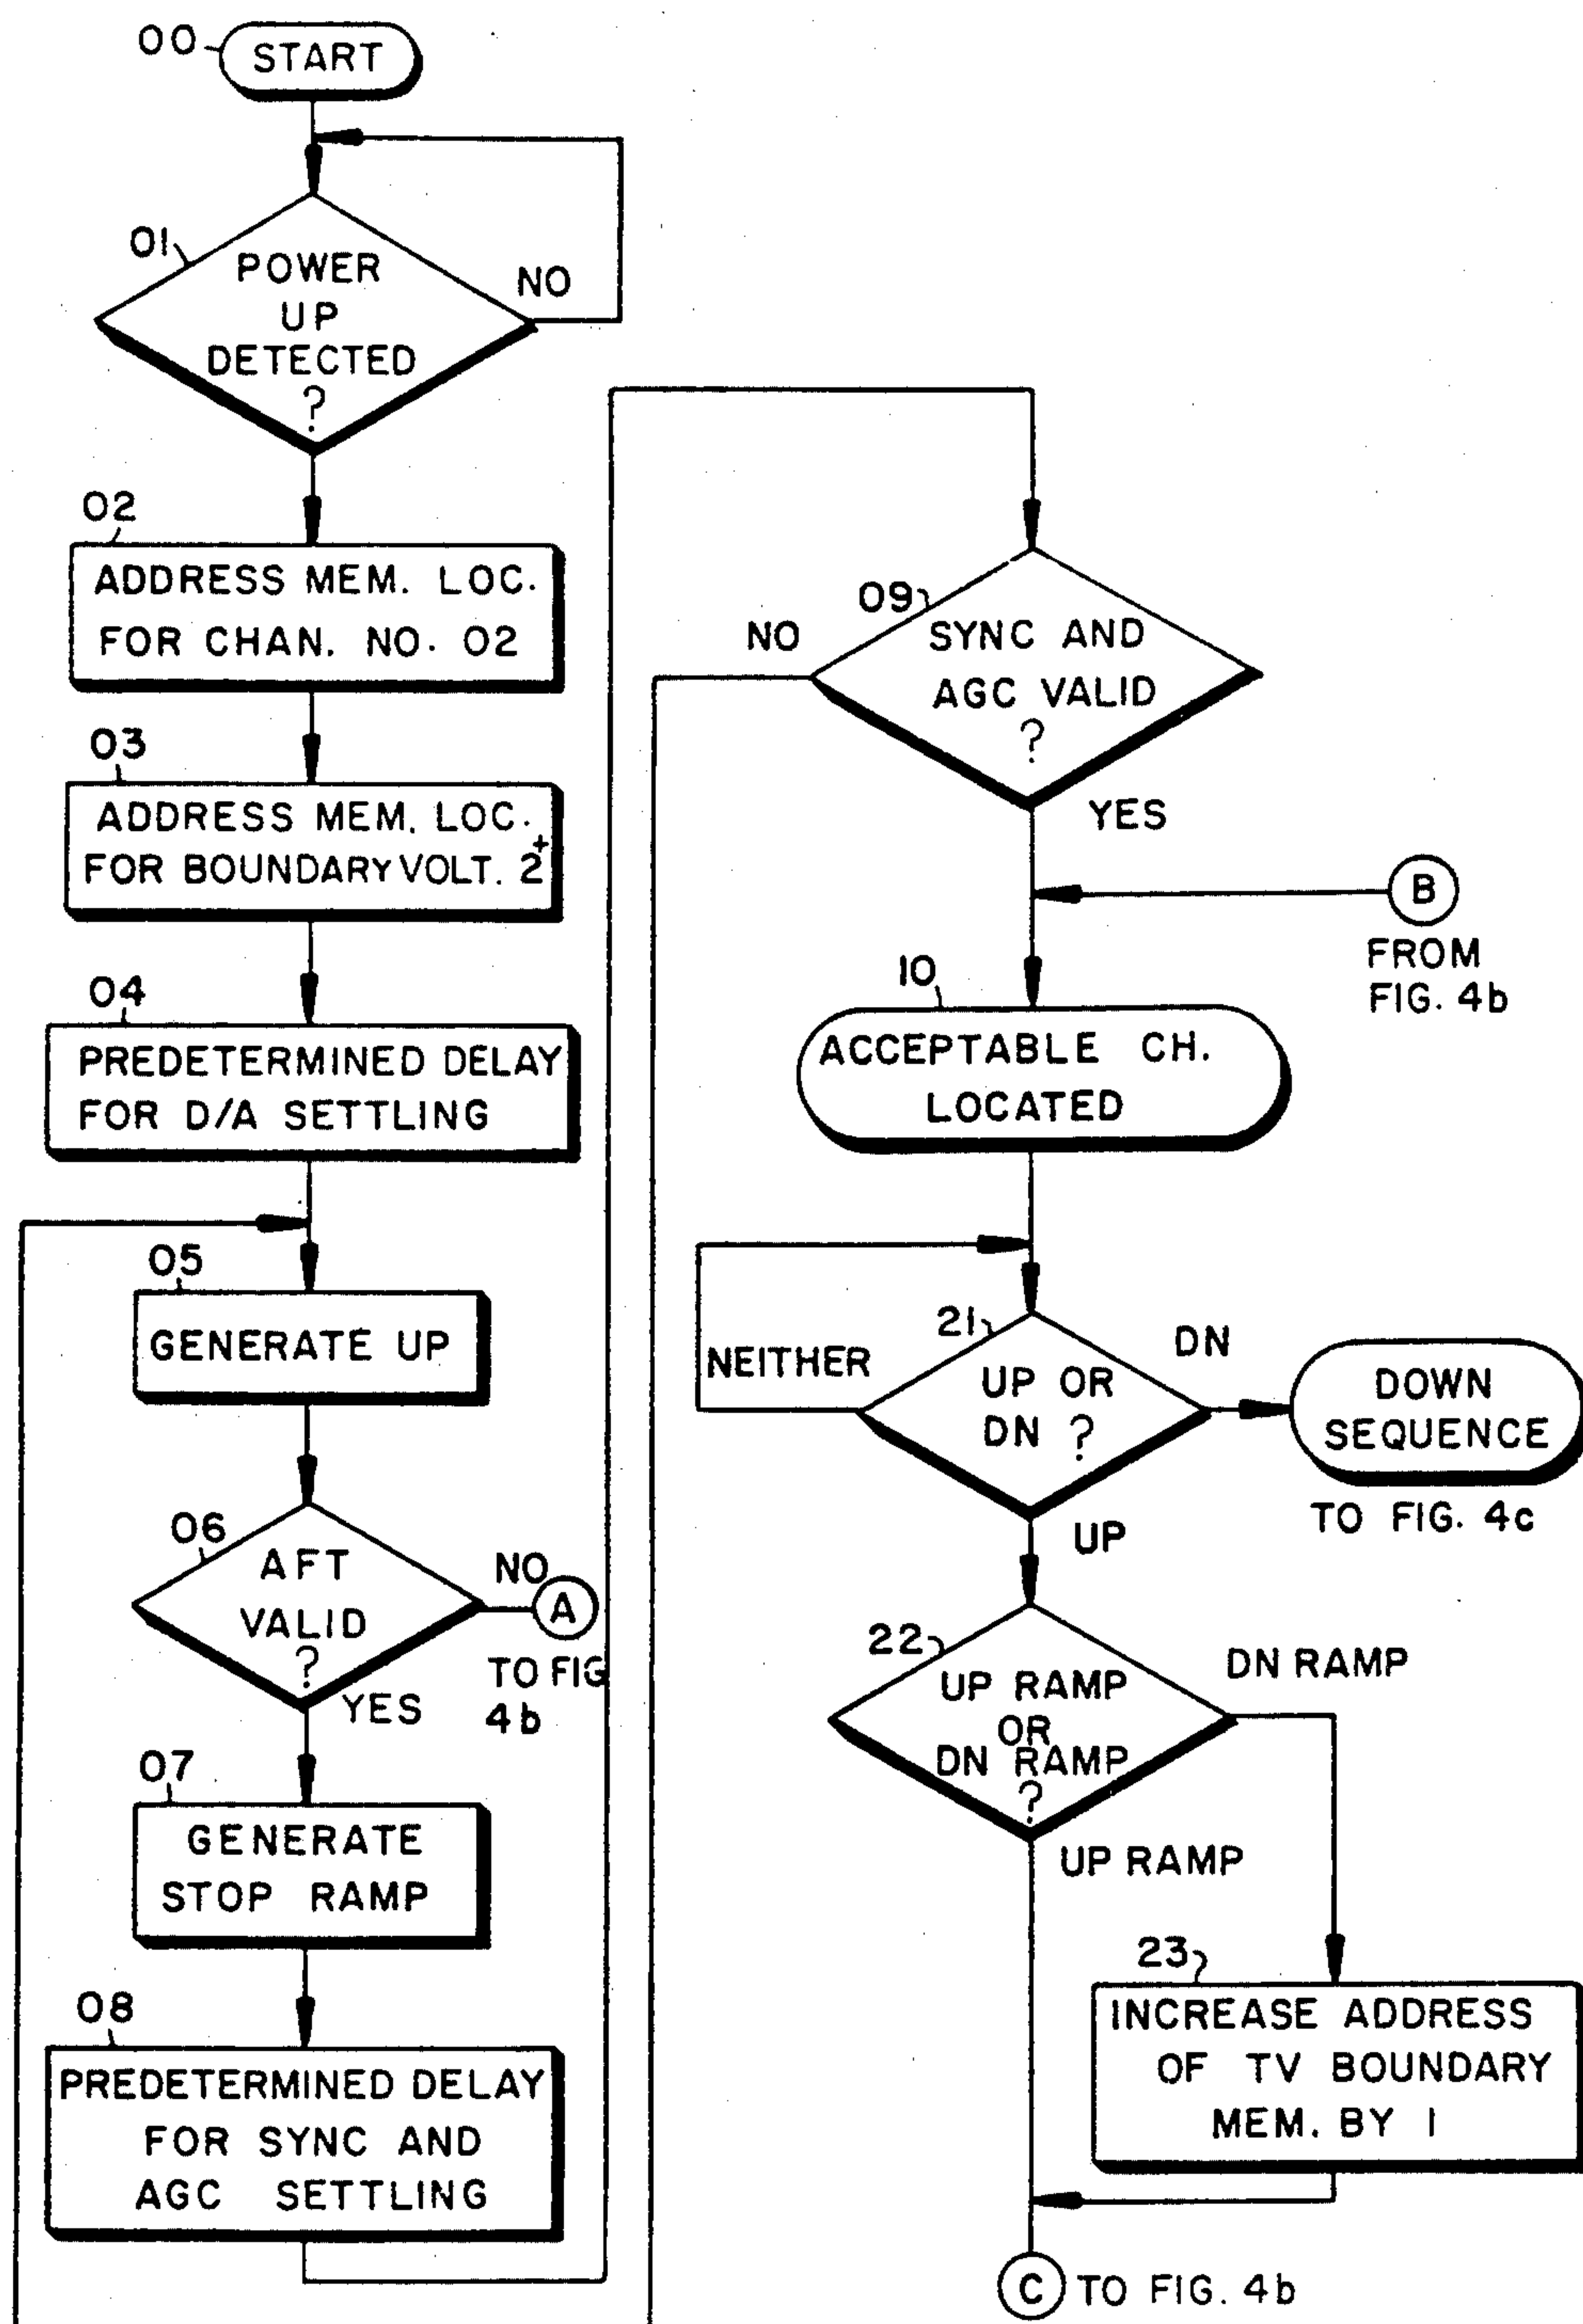 00
START
01
POWER
UP
DETECTED
?
NO
02
ADDRESS MEM. LOC.
FOR CHAN. NO. 02
03
ADDRESS MEM. LOC.
FOR BOUNDARY VOLT. 2+
04
PREDETERMINED DELAY
FOR D/A SETTLING
05
GENERATE UP
06
AFT
VALID
?
NO
A
TO FIG
4b
YES
07
GENERATE
STOP RAMP
08
PREDETERMINED DELAY
FOR SYNC AND
AGC SETTLING
09
NO
SYNC AND
AGC VALID
?
YES
B
FROM
FIG. 4b
10
ACCEPTABLE CH.
LOCATED
21
NEITHER
UP OR
DN ?
DN
DOWN
SEQUENCE
TO FIG. 4c
UP
22
UP RAMP
OR
DN RAMP
?
DN RAMP
UP RAMP
23
INCREASE ADDRESS
OF TV BOUNDARY
MEM. BY 1
C TO FIG. 4b